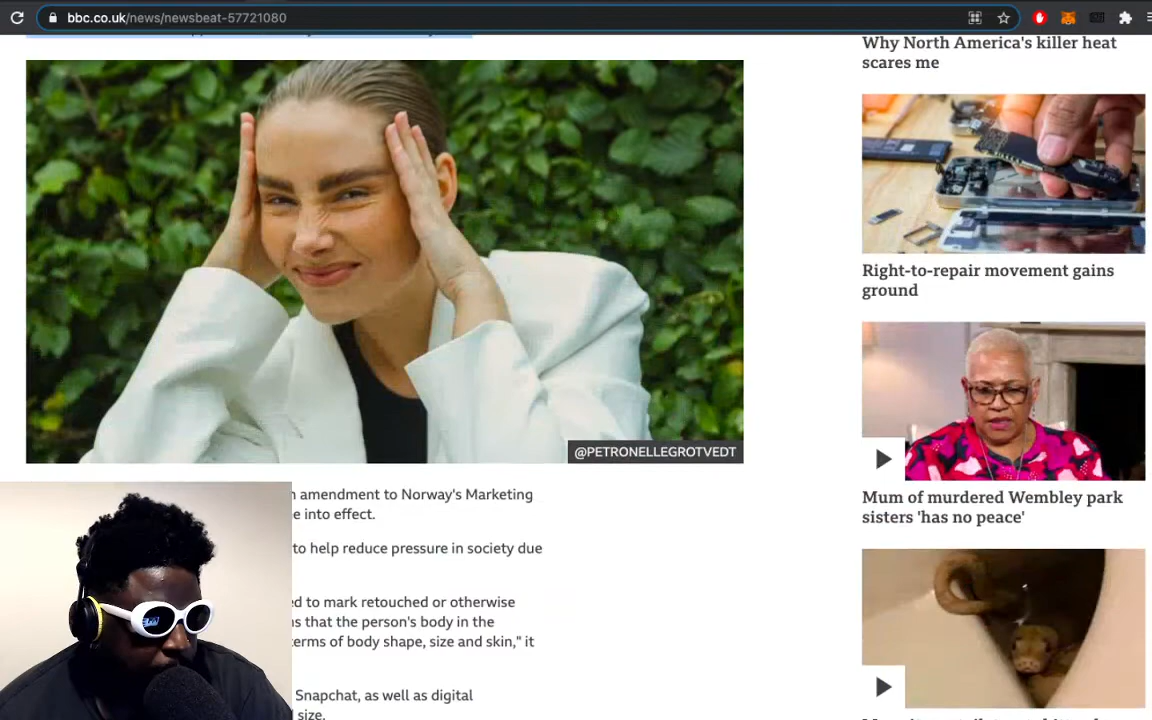 bbc.co.uk/news/newsbeat-57721080
@PETRONELLEGROTVEDT
amendment to Norway's Marketing
into effect.
to help reduce pressure in society due
to mark retouched or otherwise
that the person's body in the
of body shape, size and skin," it
Snapchat, as well as digital
size.
Why North America's killer heat
scares me
Right-to-repair movement gains
ground
Mum of murdered Wembley park
sisters 'has no peace'